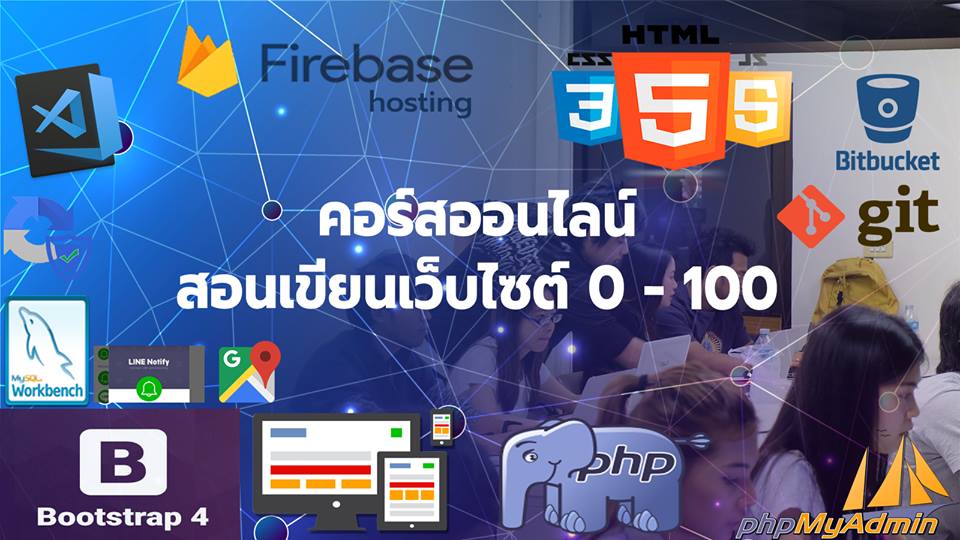 Firebase
hosting
HTML
CSS
JS
3
5
S
Bitbucket
git
คอร์สออนไลน์
สอนเขียนเว็บไซต์ 0 - 100
MySQL
Workbench
LINE Notify
G
B
Bootstrap 4
php
phpMyAdmin